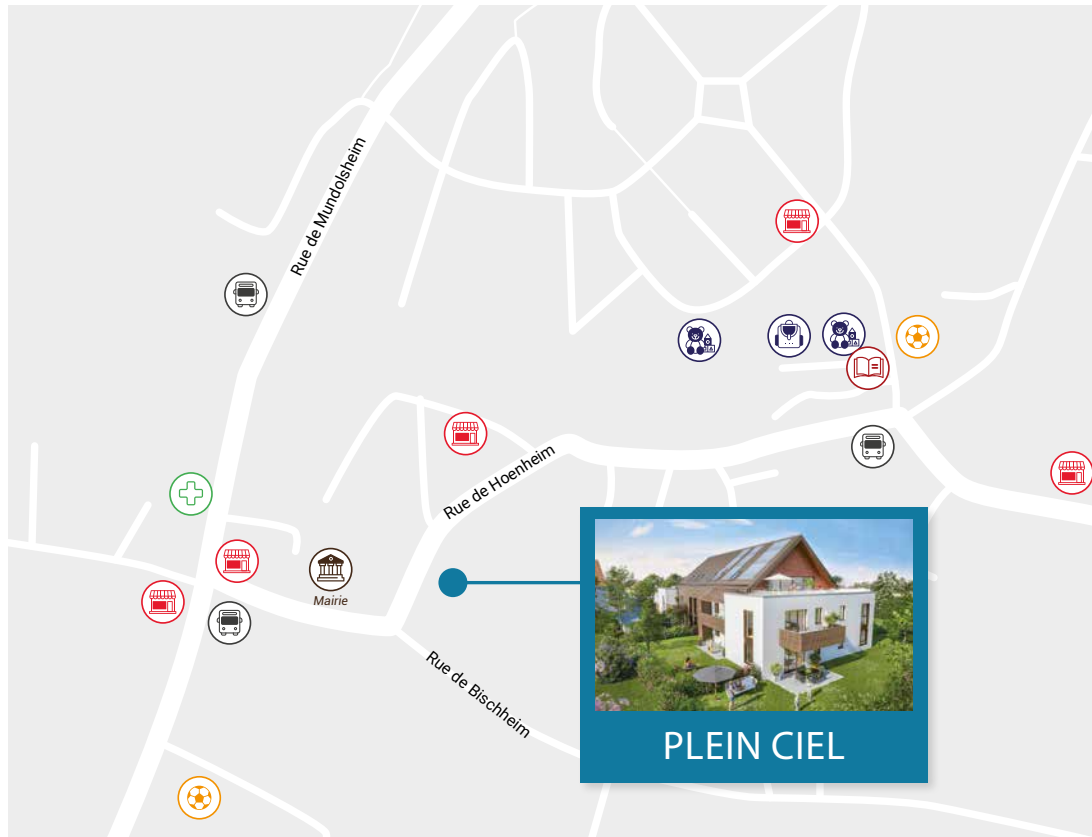 Rue de Mundolsheim
Rue de Hoenheim
Mairie
Rue de Bischheim
PLEIN CIEL